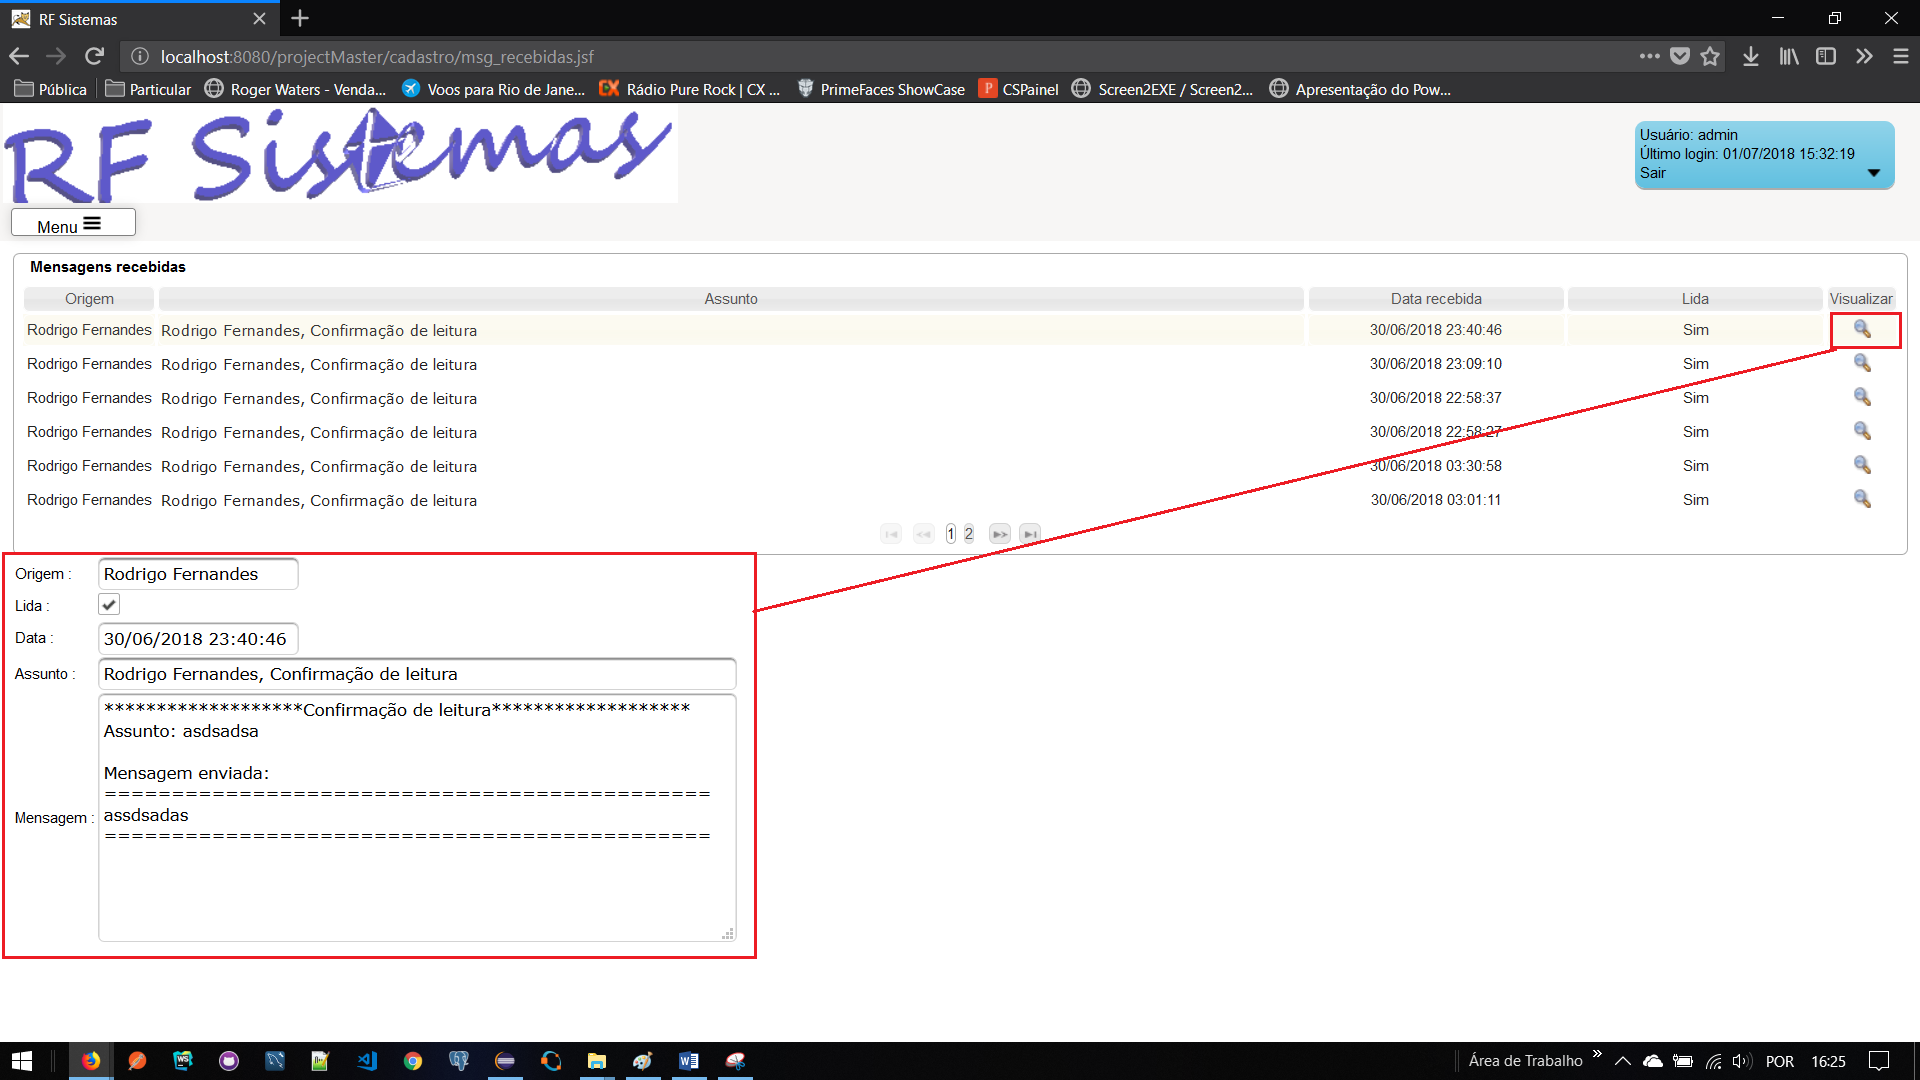 RF Sistemas
localhost:8080/projectMaster/cadastro/msg_recebidas.jsf
Pública Particular Roger Waters - Venda... Voos para Rio de Jane... Rádio Pure Rock | CX ... PrimeFaces ShowCase CSPainel Screen2EXE / Screen2... Apresentação do Pow...
RF Sistemas
Usuário: admin
Último login: 01/07/2018 15:32:19
Sair
Menu
Mensagens recebidas
Origem Assunto Data recebida Lida Visualizar
Rodrigo Fernandes Rodrigo Fernandes, Confirmação de leitura 30/06/2018 23:40:46 Sim
Rodrigo Fernandes Rodrigo Fernandes, Confirmação de leitura 30/06/2018 23:09:10 Sim
Rodrigo Fernandes Rodrigo Fernandes, Confirmação de leitura 30/06/2018 22:58:37 Sim
Rodrigo Fernandes Rodrigo Fernandes, Confirmação de leitura 30/06/2018 22:58:27 Sim
Rodrigo Fernandes Rodrigo Fernandes, Confirmação de leitura 30/06/2018 03:30:58 Sim
Rodrigo Fernandes Rodrigo Fernandes, Confirmação de leitura 30/06/2018 03:01:11 Sim
1 2
Origem : Rodrigo Fernandes
Lida :
Data : 30/06/2018 23:40:46
Assunto : Rodrigo Fernandes, Confirmação de leitura
*******************Confirmação de leitura*******************
Assunto: asdsadsa
Mensagem enviada:
=============================================
Mensagem : assdsadas
=============================================
Área de Trabalho POR 16:25